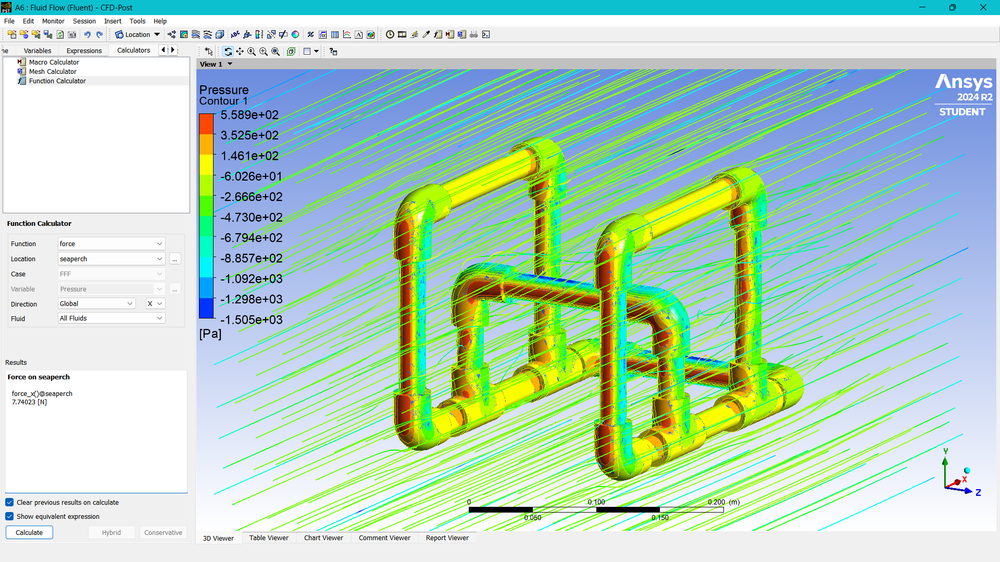 A6 : Fluid Flow (Fluent) - CFD-Post
File Edit Monitor Session Insert Tools Help
Location
Variables Expressions Calculators
Macro Calculator
Mesh Calculator
Function Calculator
Function Calculator
Function force
Location seaperch ...
Case FFF
Variable Pressure ...
Direction Global X
Fluid All Fluids
Results
Force on seaperch
force_x()@seaperch
7.74023 [N]
Clear previous results on calculate
Show equivalent expression
Calculate Hybrid Conservative
View 1
Pressure
Contour 1
5.589e+02
3.525e+02
1.461e+02
-6.026e+01
-2.666e+02
-4.730e+02
-6.794e+02
-8.857e+02
-1.092e+03
-1.298e+03
-1.505e+03
[Pa]
Ansys
2024 R2
STUDENT
0 0.100 0.200 (m)
0.050 0.150
Y
X
Z
3D Viewer Table Viewer Chart Viewer Comment Viewer Report Viewer